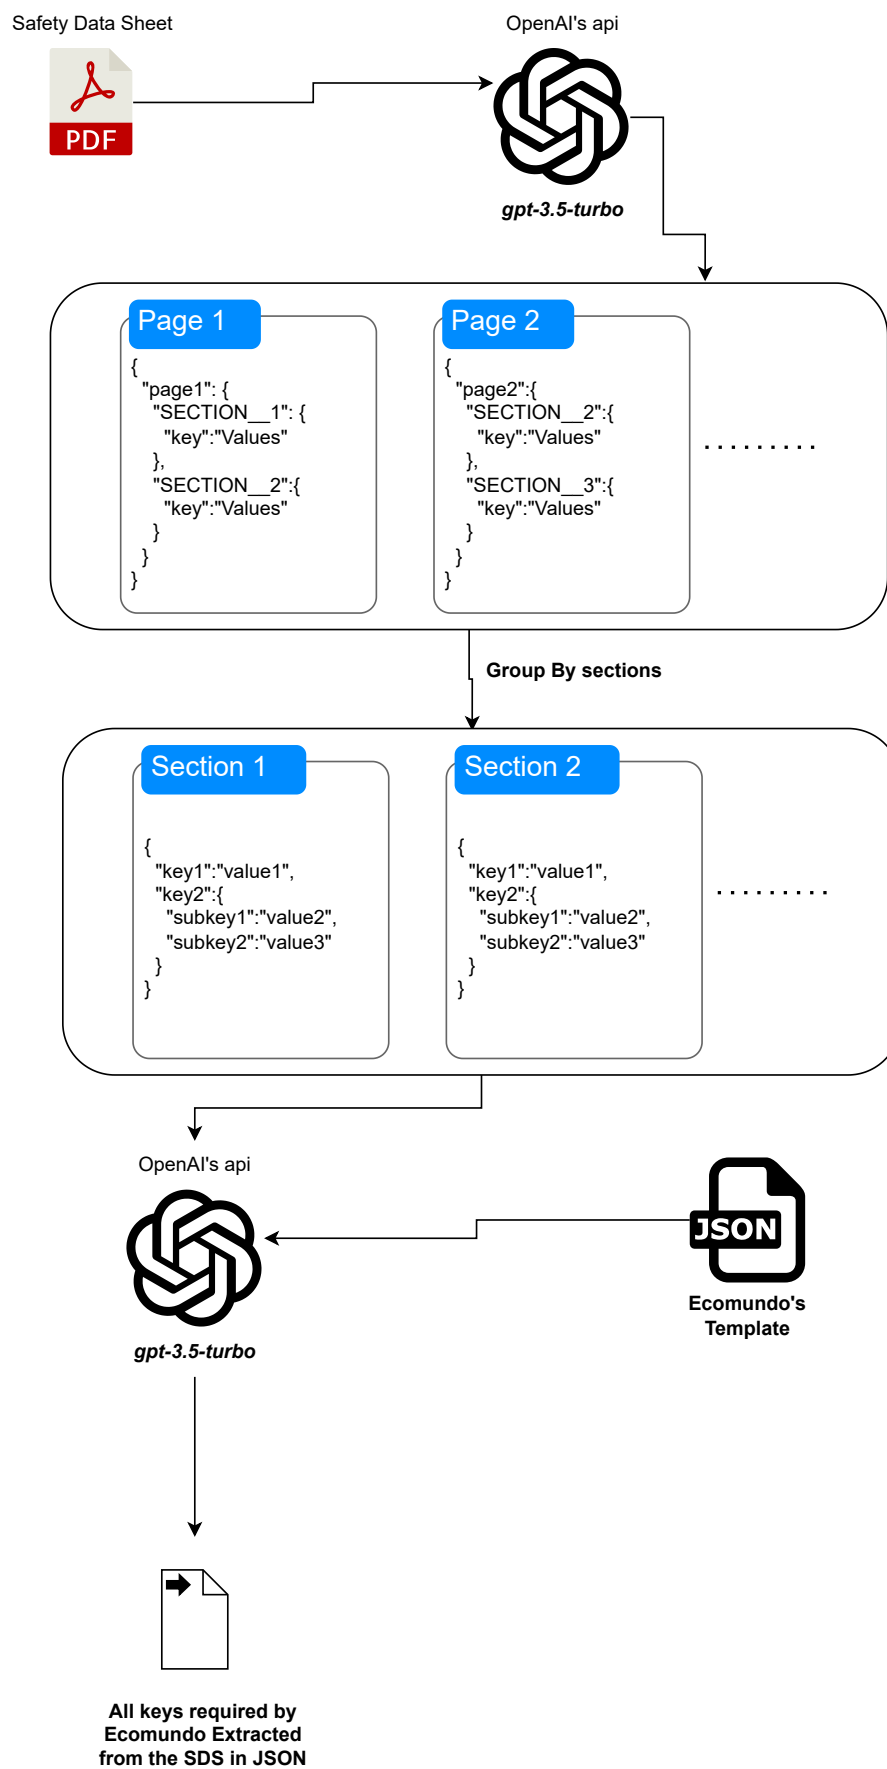 Safety Data Sheet
OpenAI's api
PDF
gpt-3.5-turbo
Page 1
{
"page1": {
"SECTION__1": {
"key":"Values"
},
"SECTION__2":{
"key":"Values"
}
}
}
Page 2
{
"page2":{
"SECTION__2":{
"key":"Values"
},
"SECTION__3":{
"key":"Values"
}
}
}
. . . . . . . . .
Group By sections
Section 1
{
"key1":"value1",
"key2":{
"subkey1":"value2",
"subkey2":"value3"
}
}
Section 2
{
"key1":"value1",
"key2":{
"subkey1":"value2",
"subkey2":"value3"
}
}
. . . . . . . . .
OpenAI's api
gpt-3.5-turbo
JSON
Ecomundo's
Template
All keys required by
Ecomundo Extracted
from the SDS in JSON